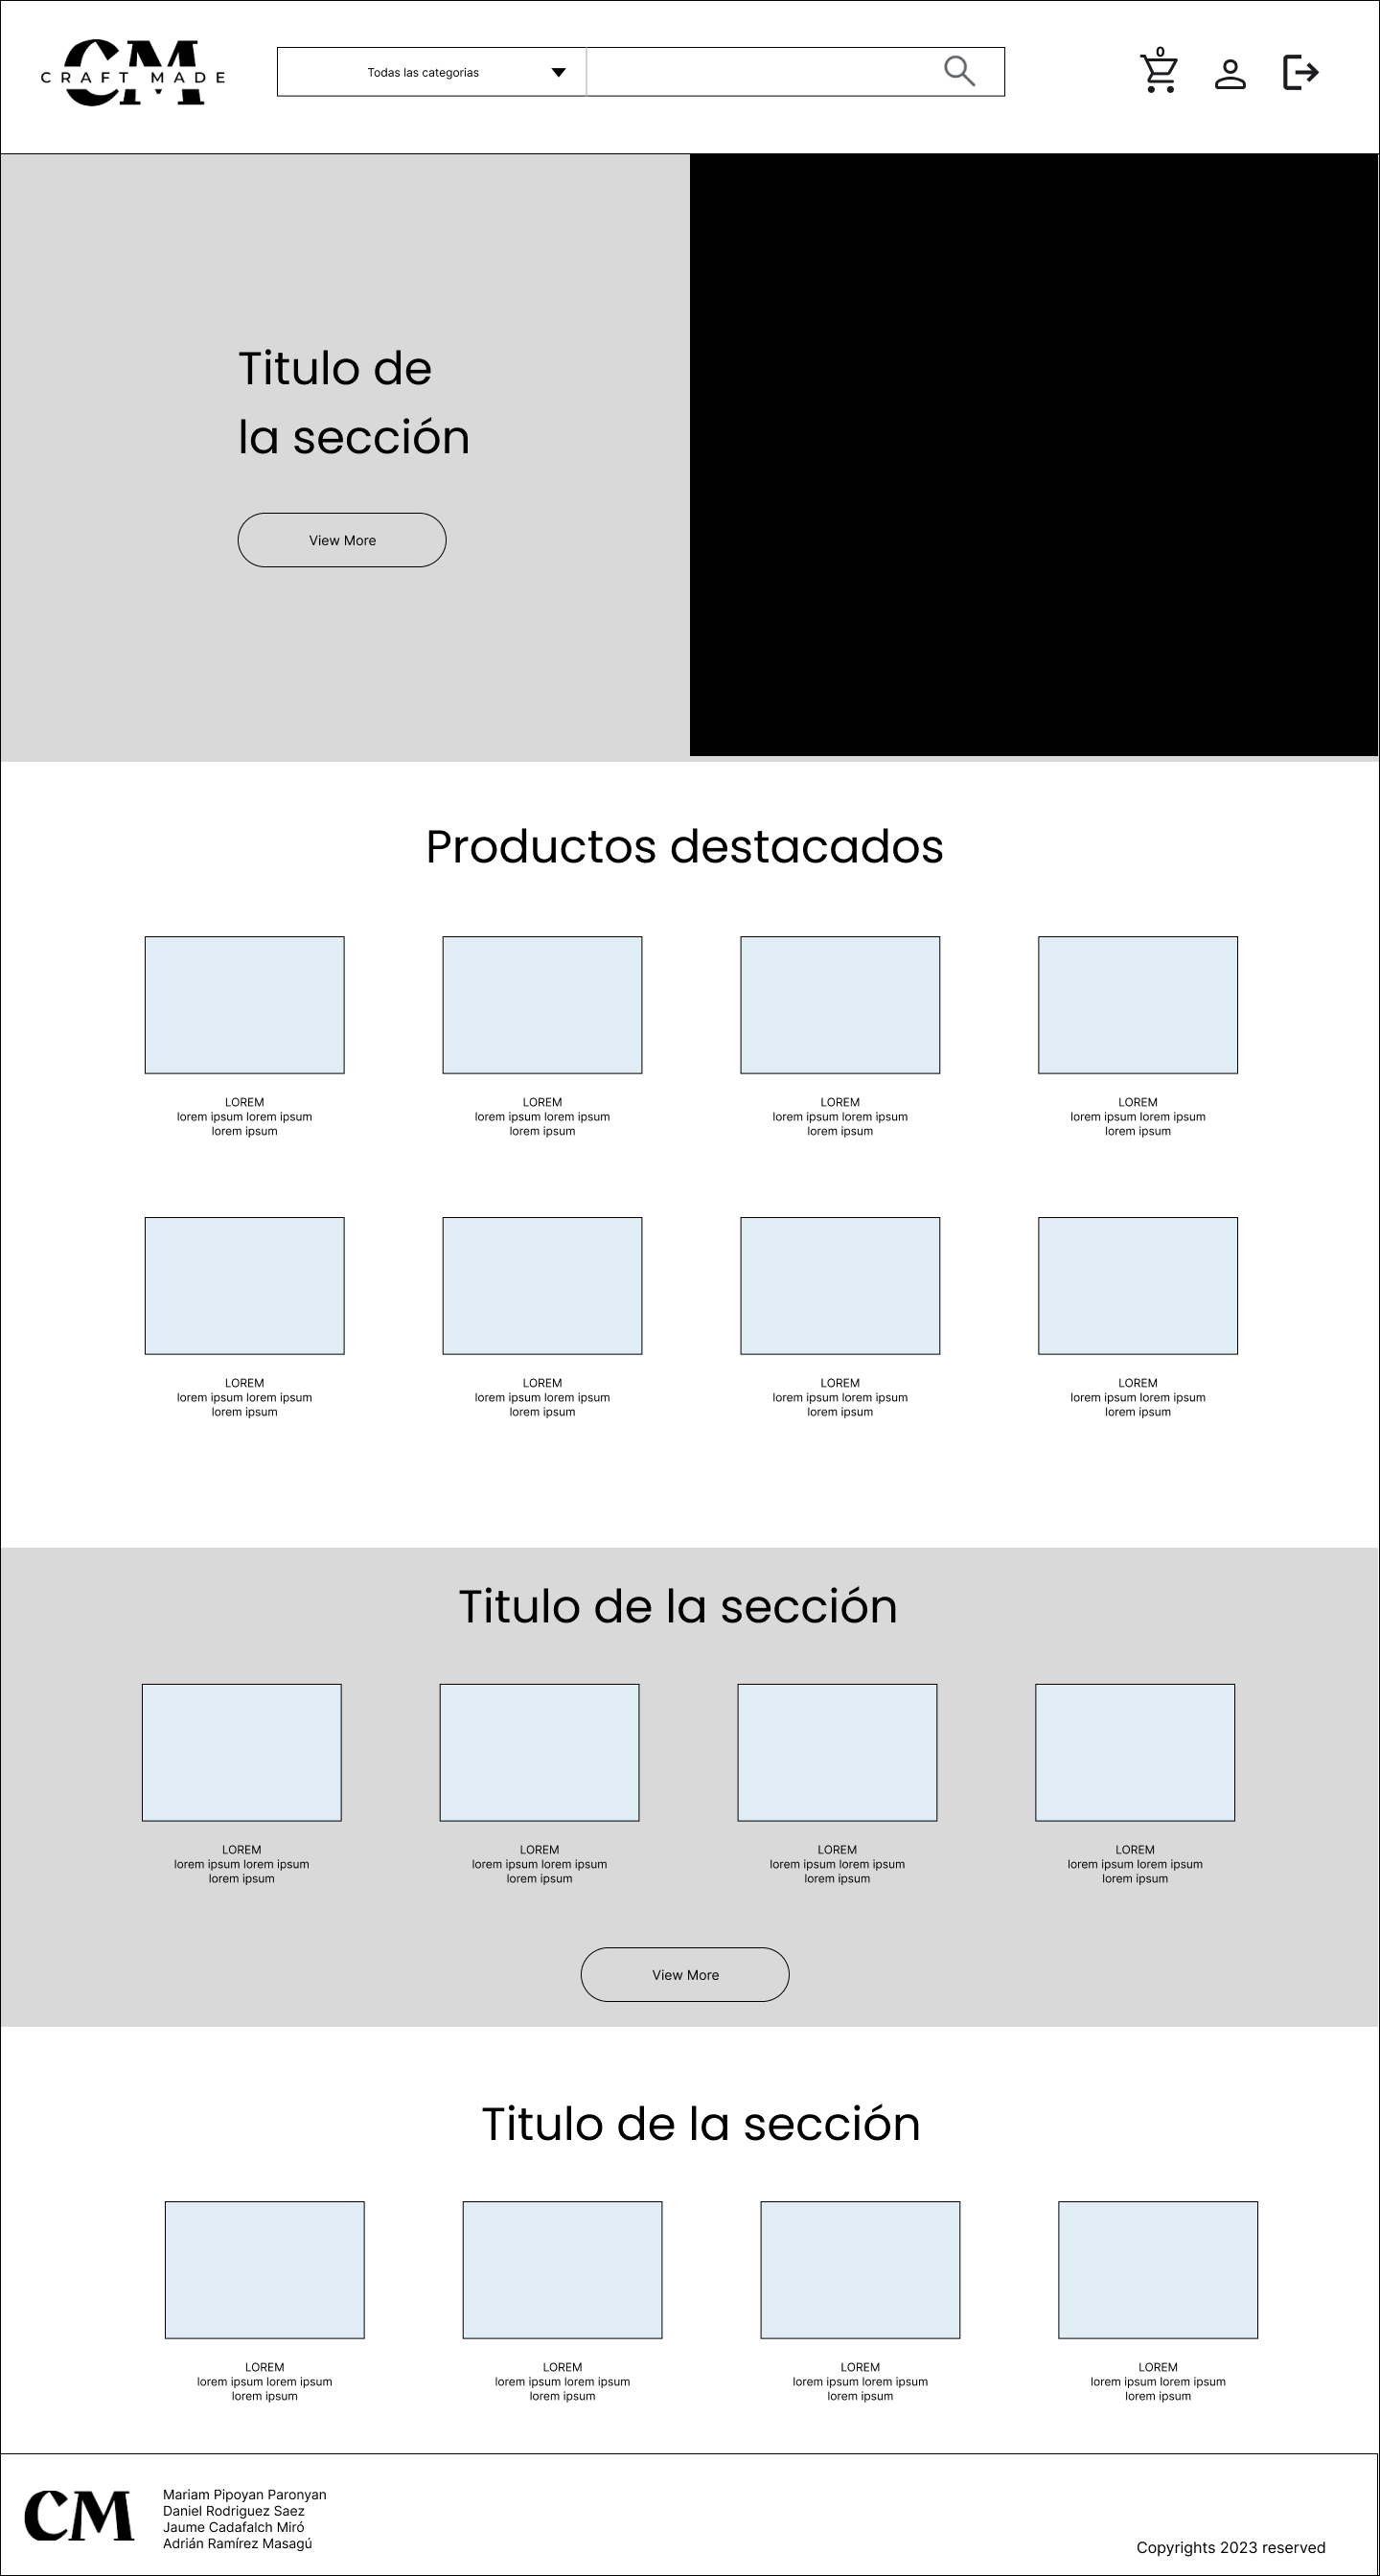 CM
CRAFT MADE
Todas las categorias
0
Titulo de
la sección
View More
Productos destacados
LOREM
lorem ipsum lorem ipsum
lorem ipsum
LOREM
lorem ipsum lorem ipsum
lorem ipsum
LOREM
lorem ipsum lorem ipsum
lorem ipsum
LOREM
lorem ipsum lorem ipsum
lorem ipsum
LOREM
lorem ipsum lorem ipsum
lorem ipsum
LOREM
lorem ipsum lorem ipsum
lorem ipsum
LOREM
lorem ipsum lorem ipsum
lorem ipsum
LOREM
lorem ipsum lorem ipsum
lorem ipsum
Titulo de la sección
LOREM
lorem ipsum lorem ipsum
lorem ipsum
LOREM
lorem ipsum lorem ipsum
lorem ipsum
LOREM
lorem ipsum lorem ipsum
lorem ipsum
LOREM
lorem ipsum lorem ipsum
lorem ipsum
View More
Titulo de la sección
LOREM
lorem ipsum lorem ipsum
lorem ipsum
LOREM
lorem ipsum lorem ipsum
lorem ipsum
LOREM
lorem ipsum lorem ipsum
lorem ipsum
LOREM
lorem ipsum lorem ipsum
lorem ipsum
CM
Mariam Pipoyan Paronyan
Daniel Rodriguez Saez
Jaume Cadafalch Miró
Adrián Ramírez Masagú
Copyrights 2023 reserved